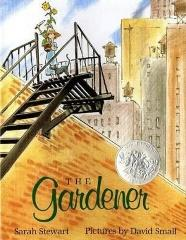 THE
Gardener
Sarah Stewart Pictures by David Small